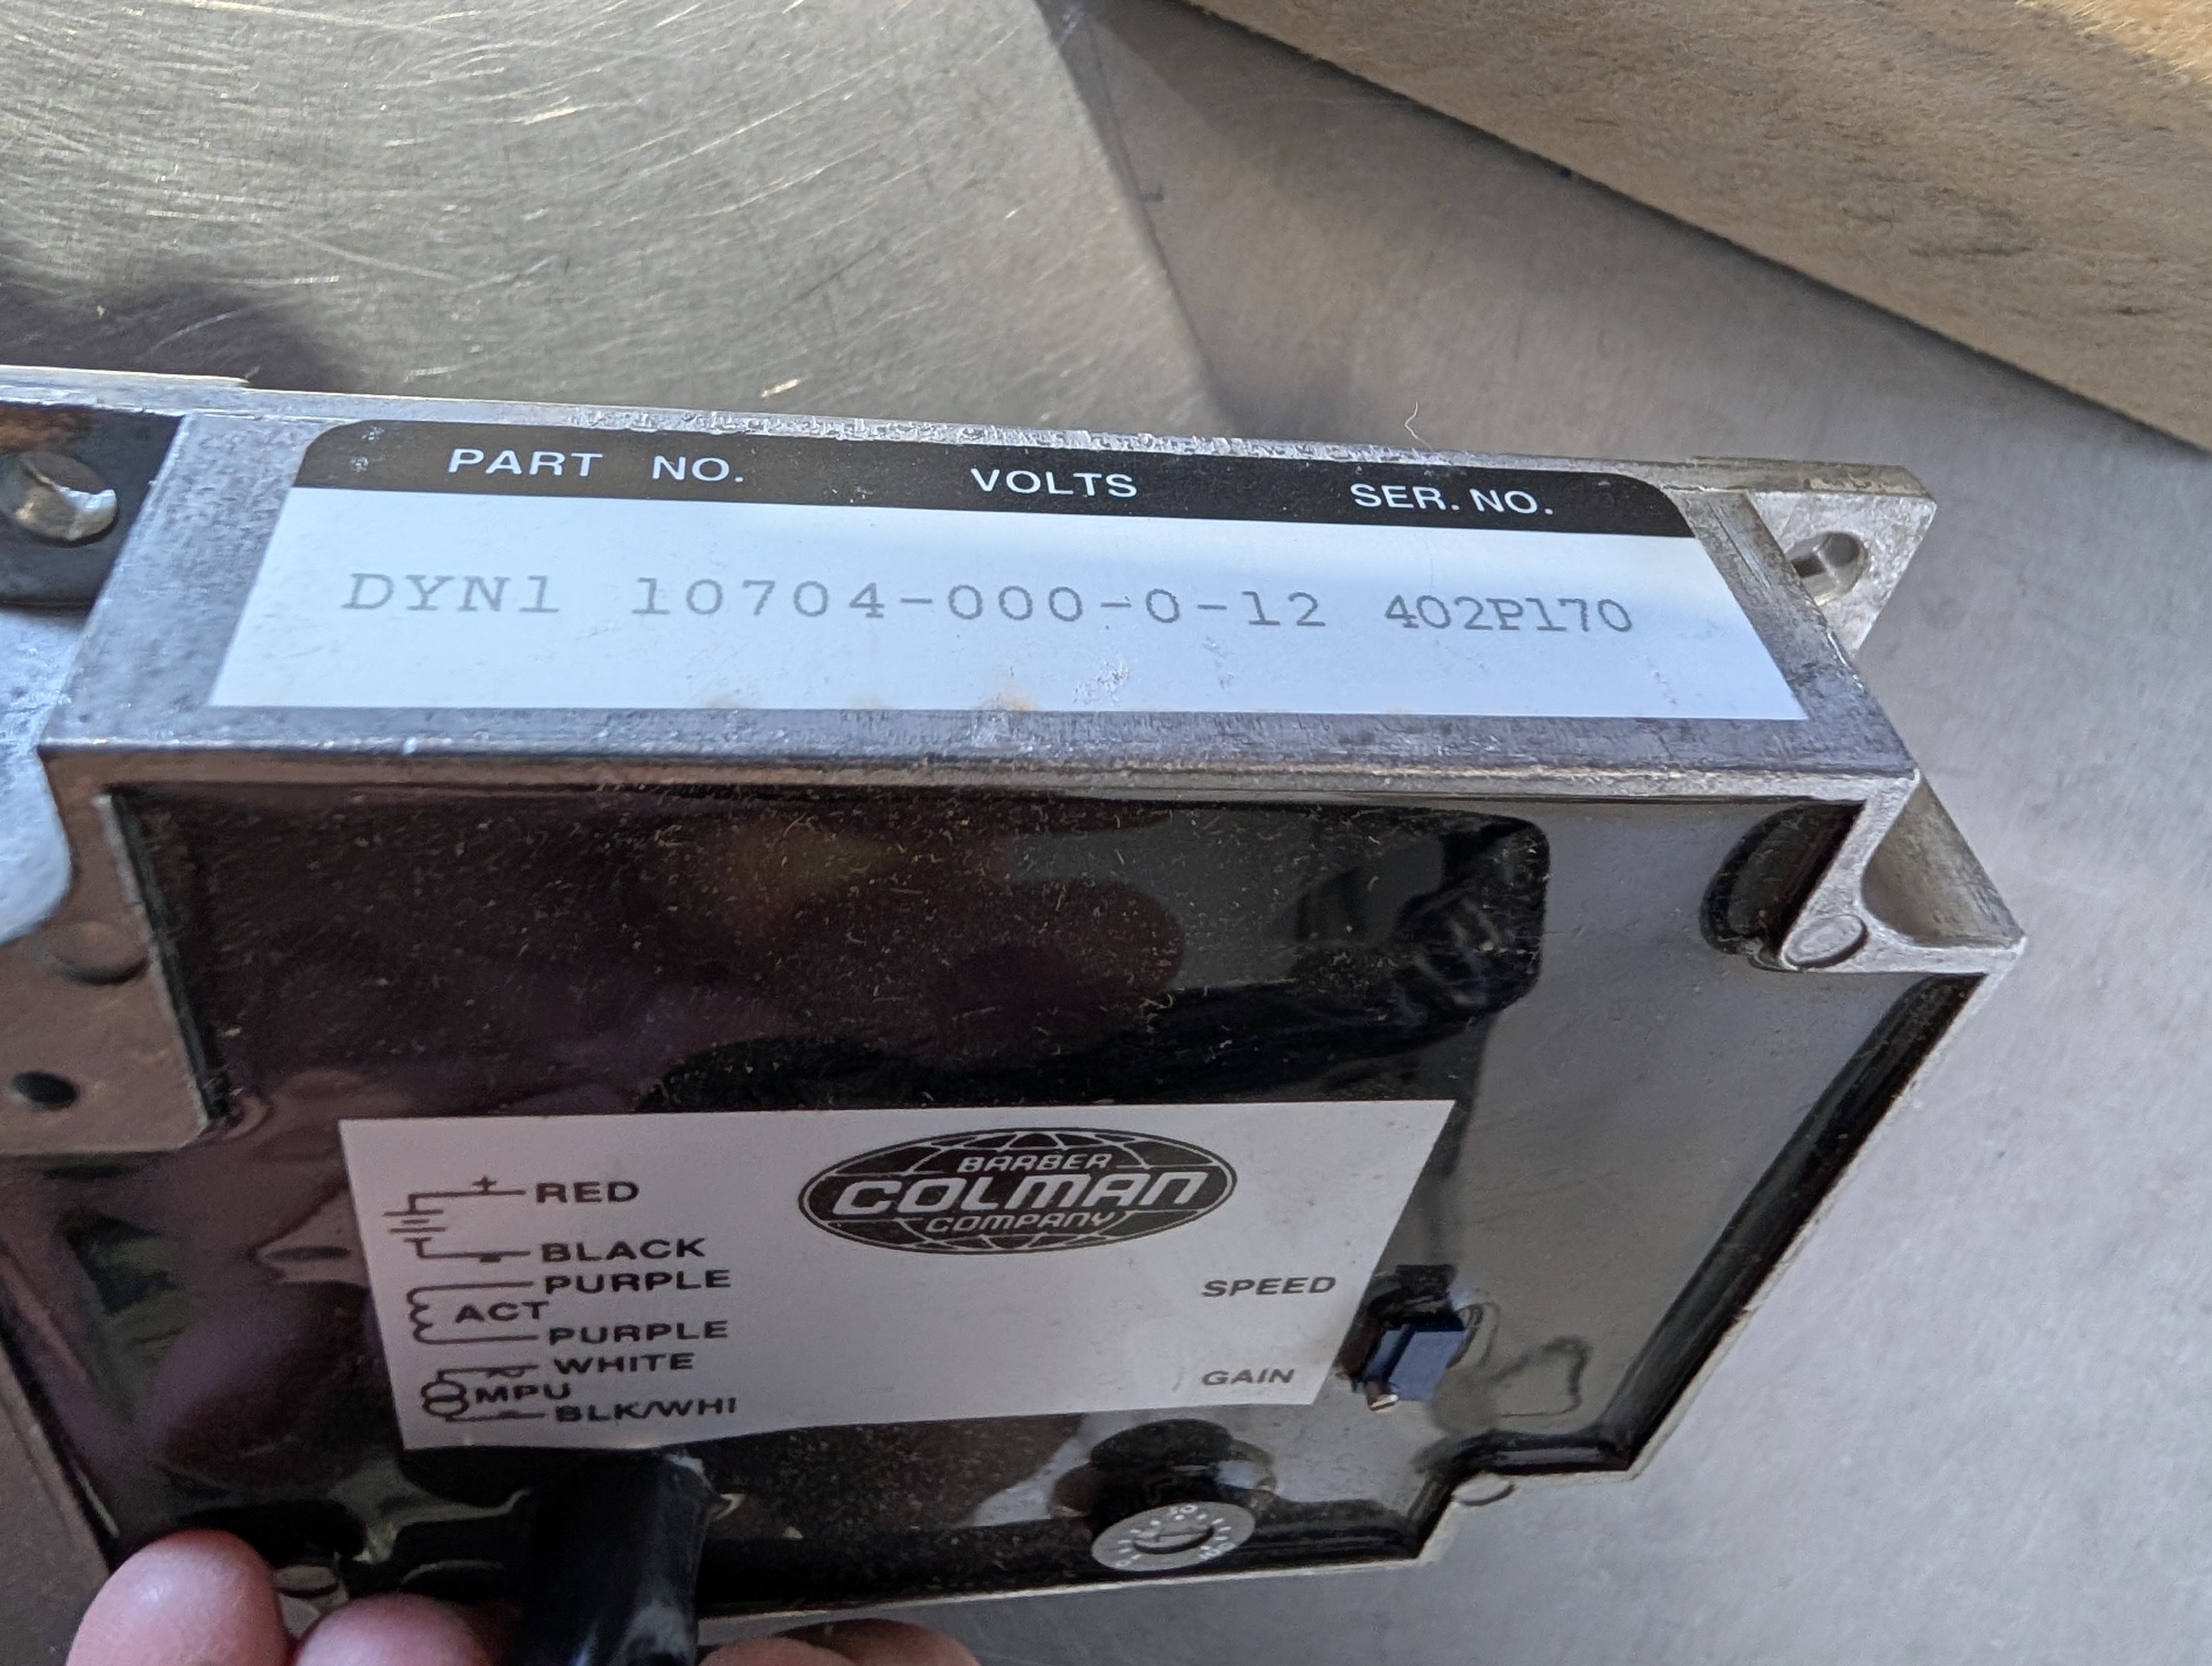 PART NO. VOLTS SER. NO.
DYN1 10704-000-0-12 402P170
BARBER
COLMAN
COMPANY
+ RED
- BLACK
PURPLE
ACT
PURPLE
WHITE
MPU
BLK/WHI
SPEED
GAIN